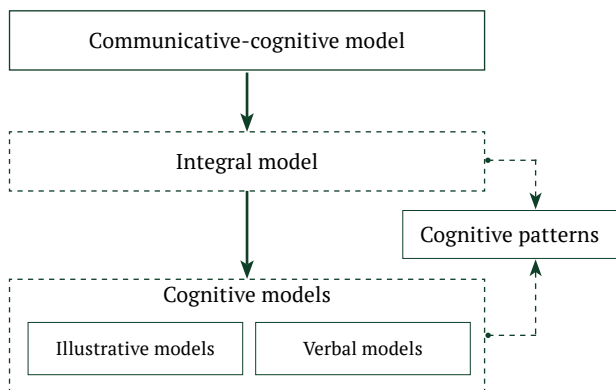 Communicative-cognitive model
Integral model
Cognitive patterns
Cognitive models
Illustrative models
Verbal models